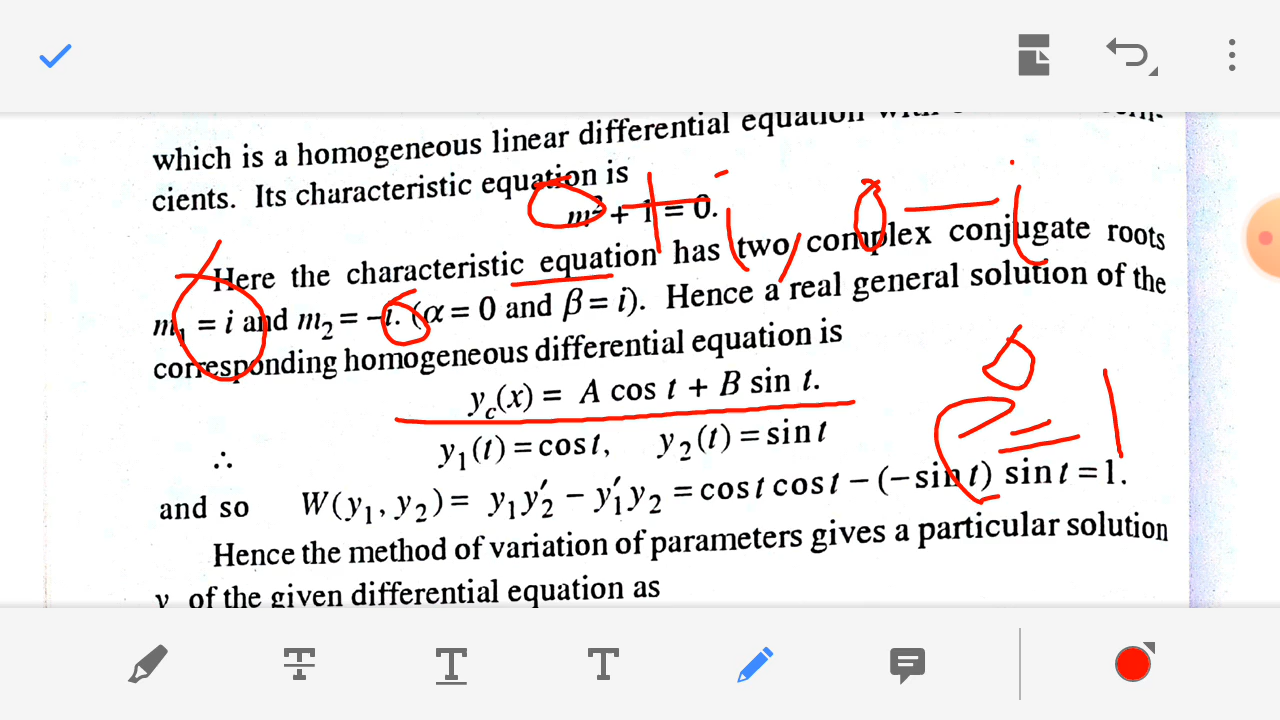 which is a homogeneous linear differential equation
cients. Its characteristic equation is
m² + 1 = 0.
Here the characteristic equation has two complex conjugate roots
m₁ = i and m₂ = –i. (α = 0 and β = i). Hence a real general solution of the
corresponding homogeneous differential equation is
y_c(x) = A cos t + B sin t.
∴ y₁(t) = cos t, y₂(t) = sin t
and so W(y₁, y₂) = y₁y₂′ − y₁′y₂ = cos t cos t − (−sin t) sin t = 1.
Hence the method of variation of parameters gives a particular solution
y of the given differential equation as